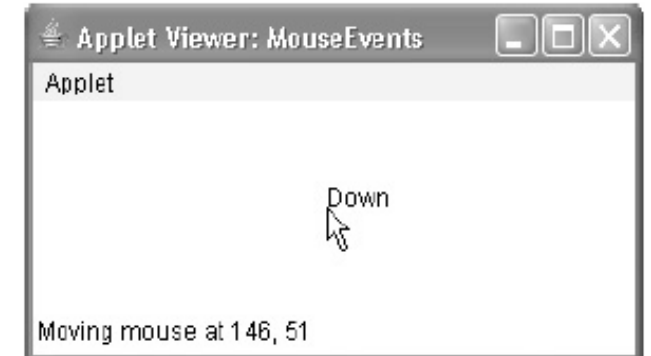 Applet Viewer: MouseEvents
Applet
Down
Moving mouse at 146, 51